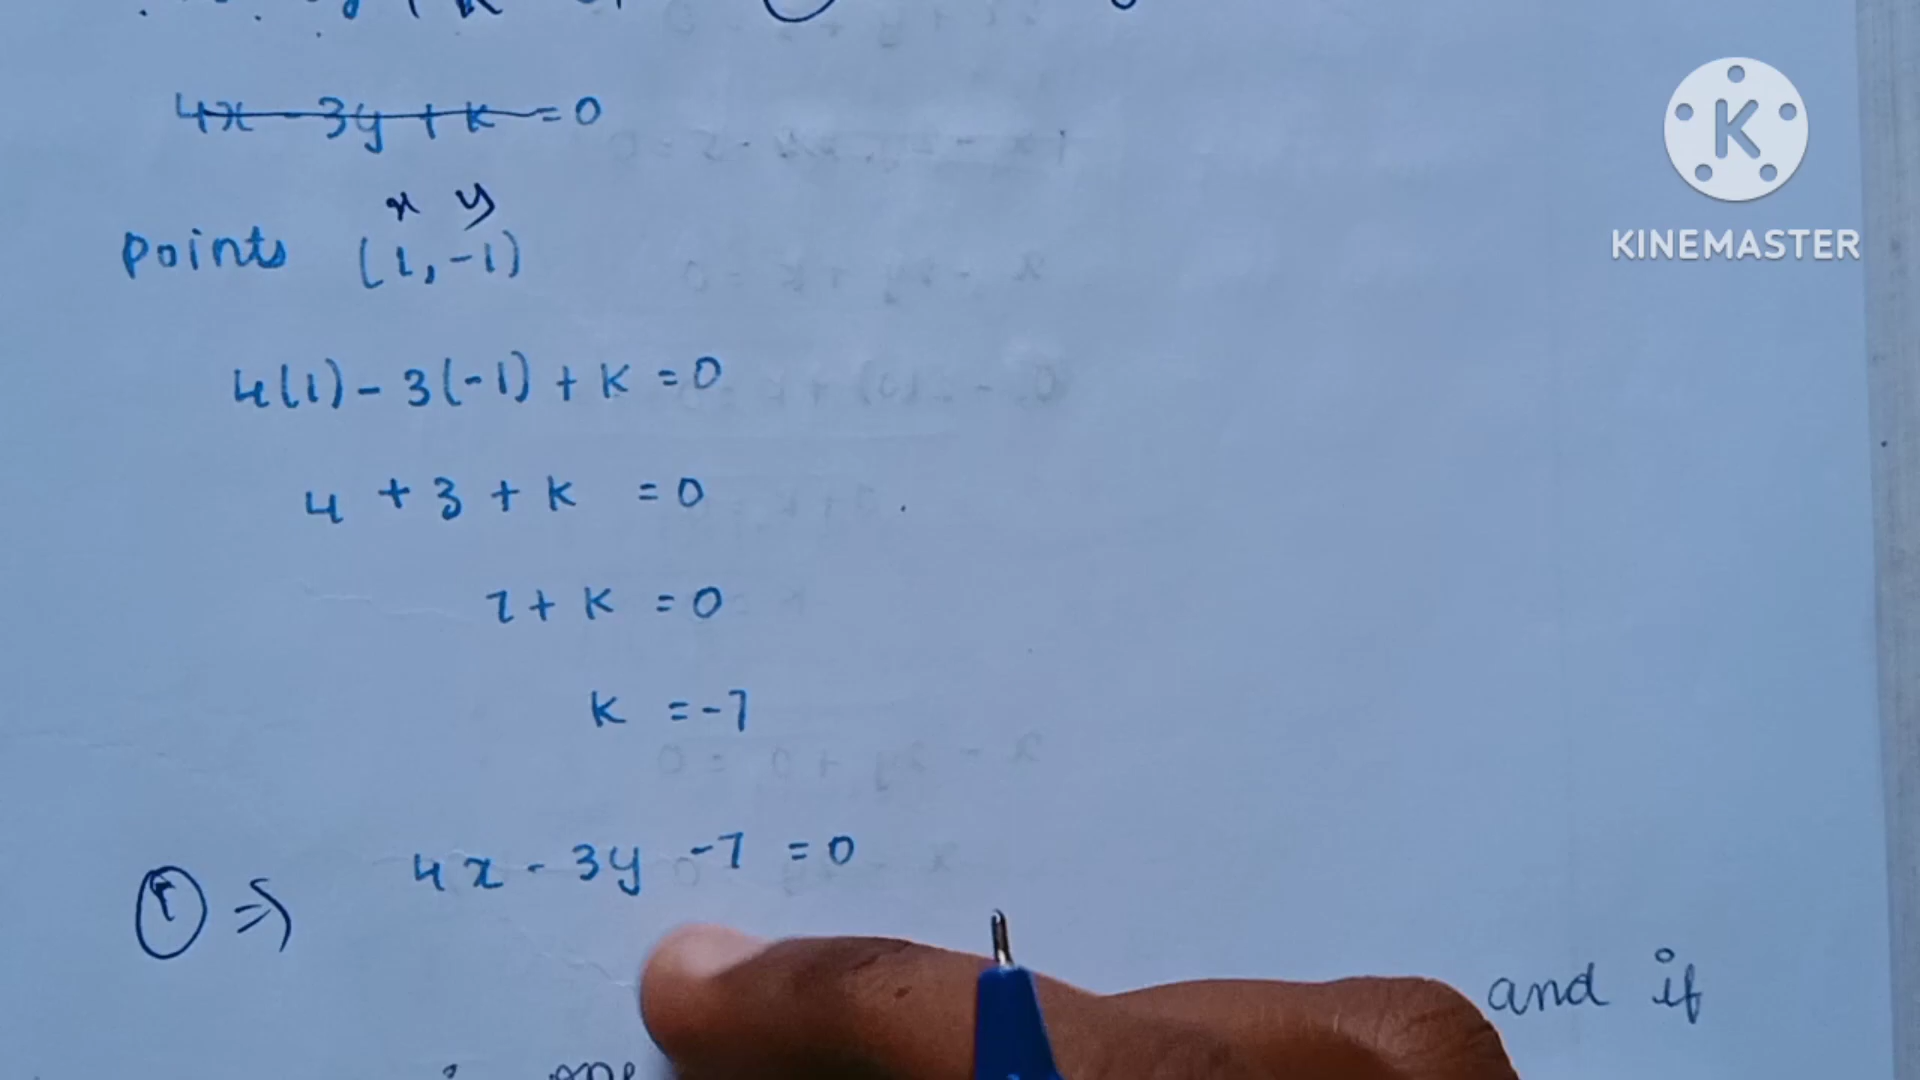 4x - 3y + k = 0
x y
points (1, -1)
4(1) - 3(-1) + k = 0
4 + 3 + k = 0
7 + k = 0
k = -7
4x - 3y - 7 = 0
① ⇒
and if
K
KINEMASTER